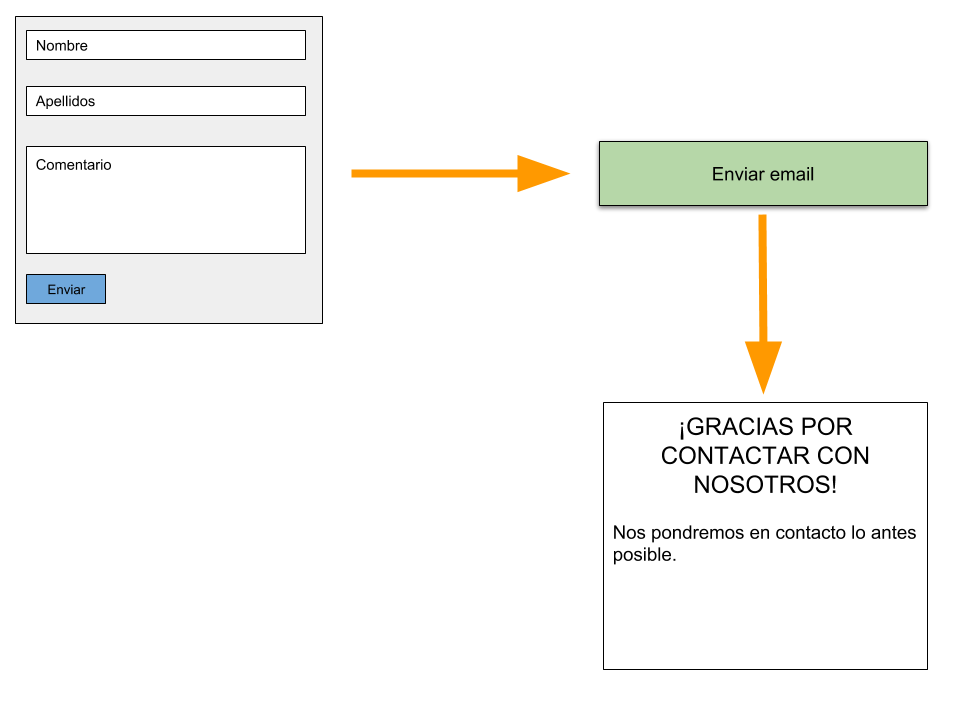 Nombre
Apellidos
Comentario
Enviar
Enviar email
¡GRACIAS POR
CONTACTAR CON
NOSOTROS!
Nos pondremos en contacto lo antes
posible.